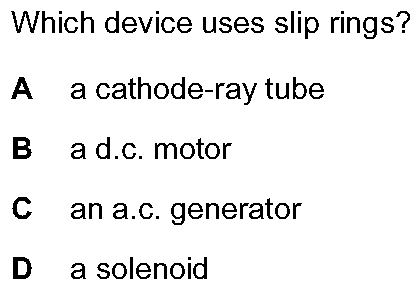 Which device uses slip rings?
A a cathode-ray tube
B a d.c. motor
C an a.c. generator
D a solenoid